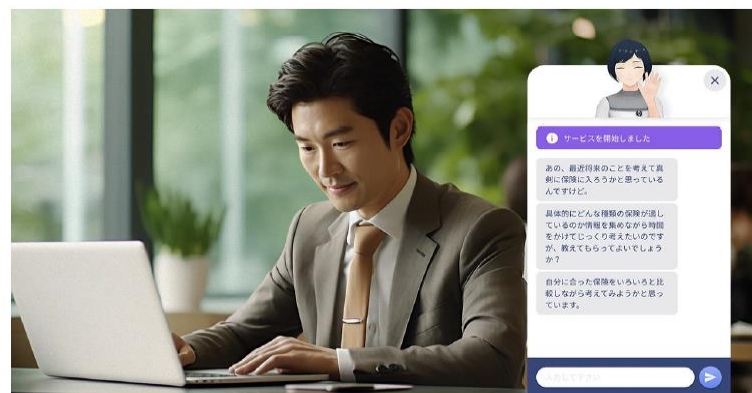 サービスを開始しました
あの、最近将来のことを考えて真
剣に保険に入ろうかと思っている
んですけど。
具体的にどんな種類の保険が適し
ているのか情報を集めながら時間
をかけてじっくり考えたいのです
が、教えてもらってよいでしょう
か?
自分に合った保険をいろいろと比
較しながら考えてみようかと思っ
ています。
入力して下さい